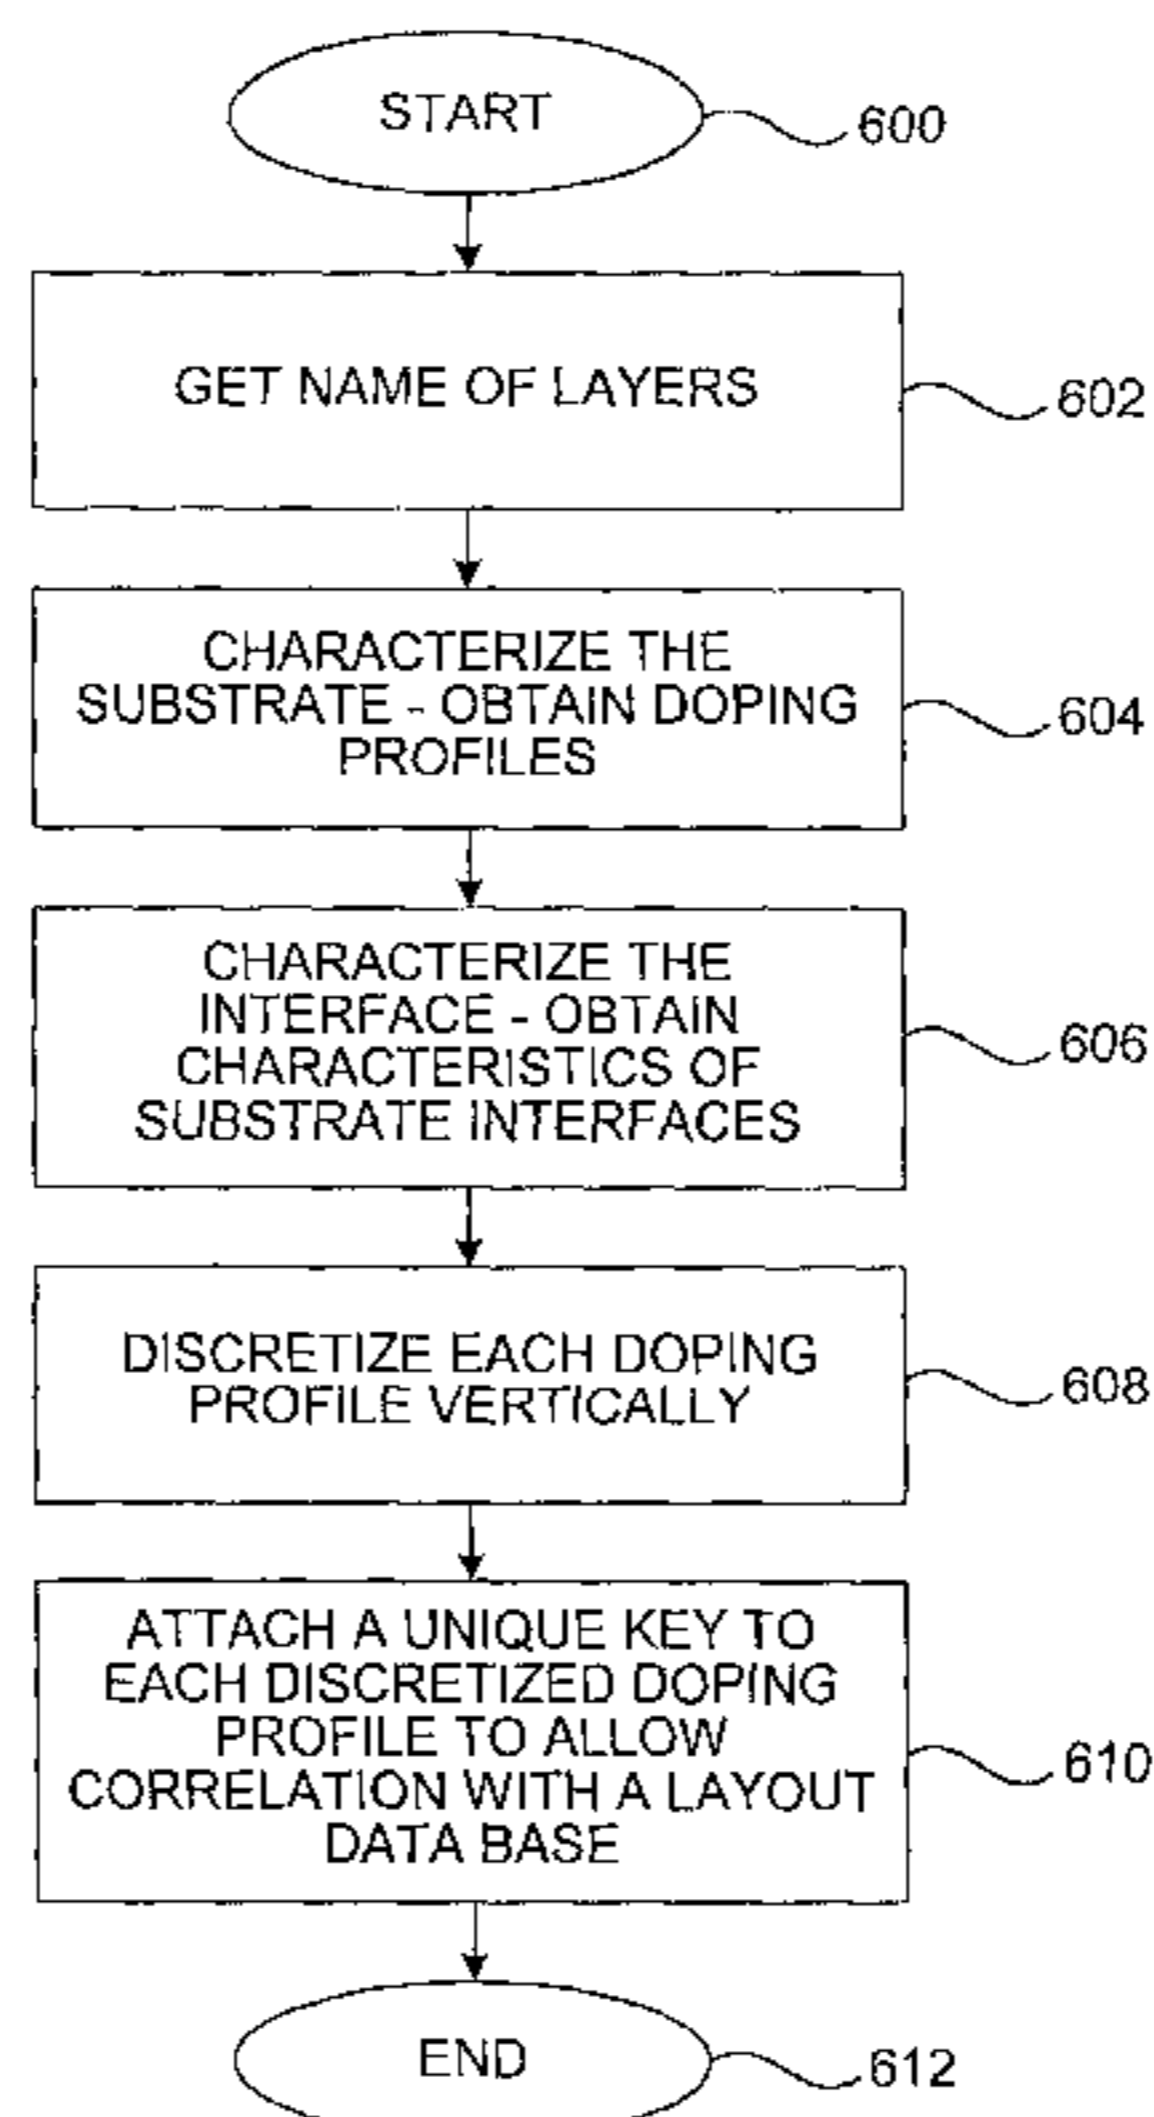 START
600
GET NAME OF LAYERS
602
CHARACTERIZE THE
SUBSTRATE - OBTAIN DOPING
PROFILES
604
CHARACTERIZE THE
INTERFACE - OBTAIN
CHARACTERISTICS OF
SUBSTRATE INTERFACES
606
DISCRETIZE EACH DOPING
PROFILE VERTICALLY
608
ATTACH A UNIQUE KEY TO
EACH DISCRETIZED DOPING
PROFILE TO ALLOW
CORRELATION WITH A LAYOUT
DATA BASE
610
END
612